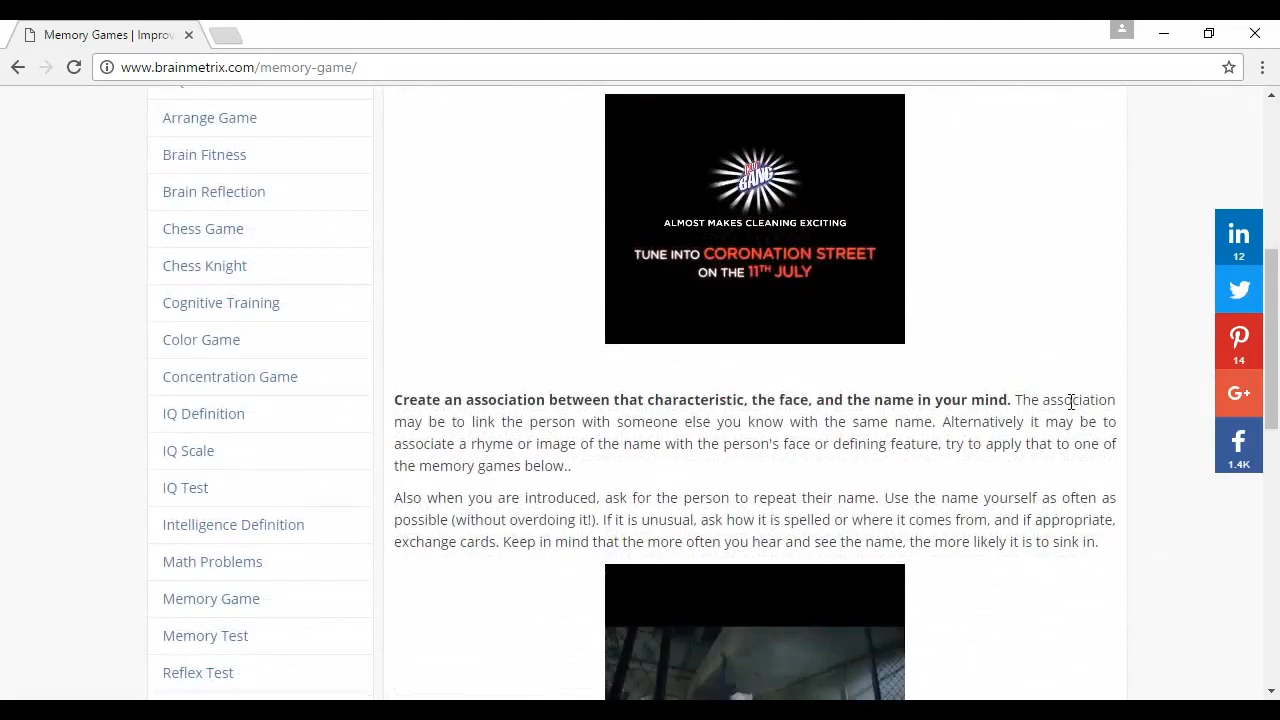 Memory Games | Improv
www.brainmetrix.com/memory-game/
Arrange Game
Brain Fitness
Brain Reflection
Chess Game
Chess Knight
Cognitive Training
Color Game
Concentration Game
IQ Definition
IQ Scale
IQ Test
Intelligence Definition
Math Problems
Memory Game
Memory Test
Reflex Test
BANG
ALMOST MAKES CLEANING EXCITING
TUNE INTO CORONATION STREET
ON THE 11TH JULY
Create an association between that characteristic, the face, and the name in your mind. The association
may be to link the person with someone else you know with the same name. Alternatively it may be to
associate a rhyme or image of the name with the person's face or defining feature, try to apply that to one of
the memory games below..
Also when you are introduced, ask for the person to repeat their name. Use the name yourself as often as
possible (without overdoing it!). If it is unusual, ask how it is spelled or where it comes from, and if appropriate,
exchange cards. Keep in mind that the more often you hear and see the name, the more likely it is to sink in.
in
12
14
G+
f
1.4K